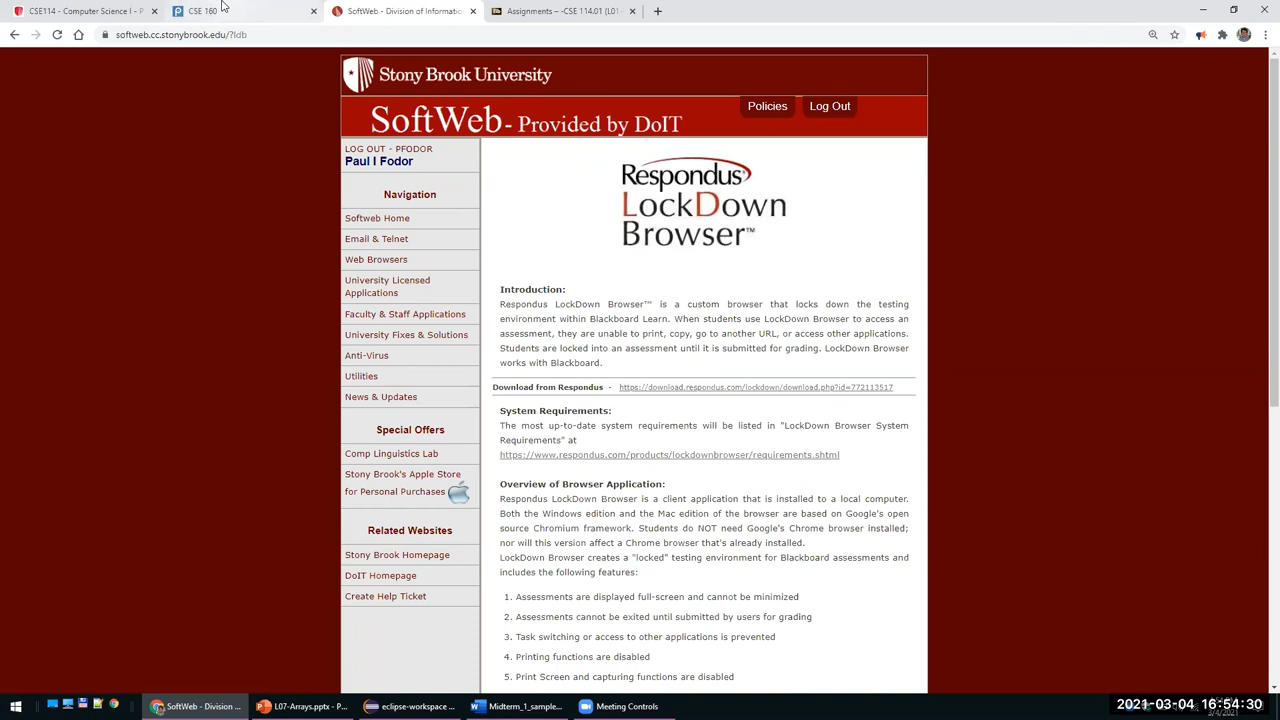 CSE114 - Computer Science I - P
CSE 160
SoftWeb - Division of Informatio
Assignments – -CSE 114.01 (L01-
softweb.cc.stonybrook.edu/?ldb
Stony Brook University
SoftWeb- Provided by DoIT
Policies
Log Out
LOG OUT - PFODOR
Paul I Fodor
Navigation
Softweb Home
Email & Telnet
Web Browsers
University Licensed
Applications
Faculty & Staff Applications
University Fixes & Solutions
Anti-Virus
Utilities
News & Updates
Special Offers
Comp Linguistics Lab
Stony Brook's Apple Store
for Personal Purchases
Related Websites
Stony Brook Homepage
DoIT Homepage
Create Help Ticket
Respondus
LockDown
Browser™
Introduction:
Respondus LockDown Browser™ is a custom browser that locks down the testing
environment within Blackboard Learn. When students use LockDown Browser to access an
assessment, they are unable to print, copy, go to another URL, or access other applications.
Students are locked into an assessment until it is submitted for grading. LockDown Browser
works with Blackboard.
Download from Respondus - https://download.respondus.com/lockdown/download.php?id=772113517
System Requirements:
The most up-to-date system requirements will be listed in "LockDown Browser System
Requirements" at
https://www.respondus.com/products/lockdownbrowser/requirements.shtml
Overview of Browser Application:
Respondus LockDown Browser is a client application that is installed to a local computer.
Both the Windows edition and the Mac edition of the browser are based on Google's open
source Chromium framework. Students do NOT need Google's Chrome browser installed;
nor will this version affect a Chrome browser that's already installed.
LockDown Browser creates a "locked" testing environment for Blackboard assessments and
includes the following features:
1. Assessments are displayed full-screen and cannot be minimized
2. Assessments cannot be exited until submitted by users for grading
3. Task switching or access to other applications is prevented
4. Printing functions are disabled
5. Print Screen and capturing functions are disabled
SoftWeb - Division ...
L07-Arrays.pptx - P...
eclipse-workspace ...
Midterm_1_sample...
Meeting Controls
2021-03-04 16:54:30